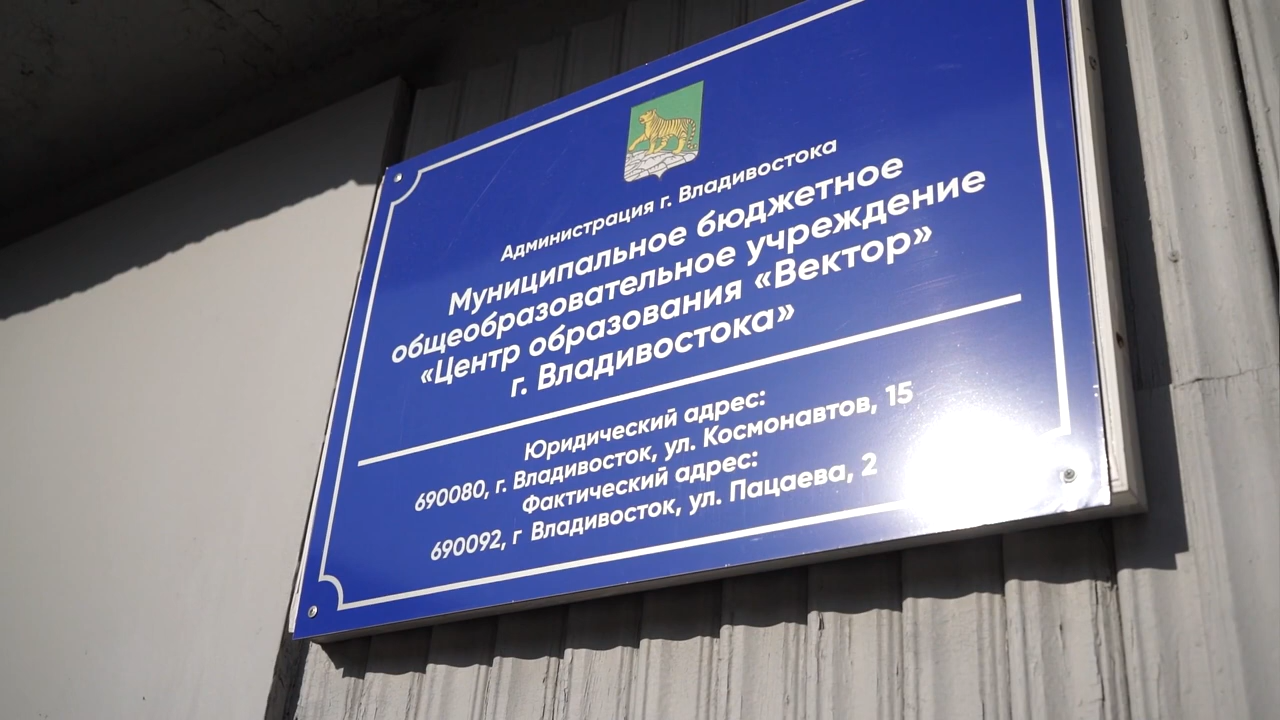 Администрация г. Владивостока
Муниципальное бюджетное
общеобразовательное учреждение
«Центр образования «Вектор»
г. Владивостока»
Юридический адрес:
690080, г. Владивосток, ул. Космонавтов, 15
Фактический адрес:
690092, г Владивосток, ул. Пацаева, 2